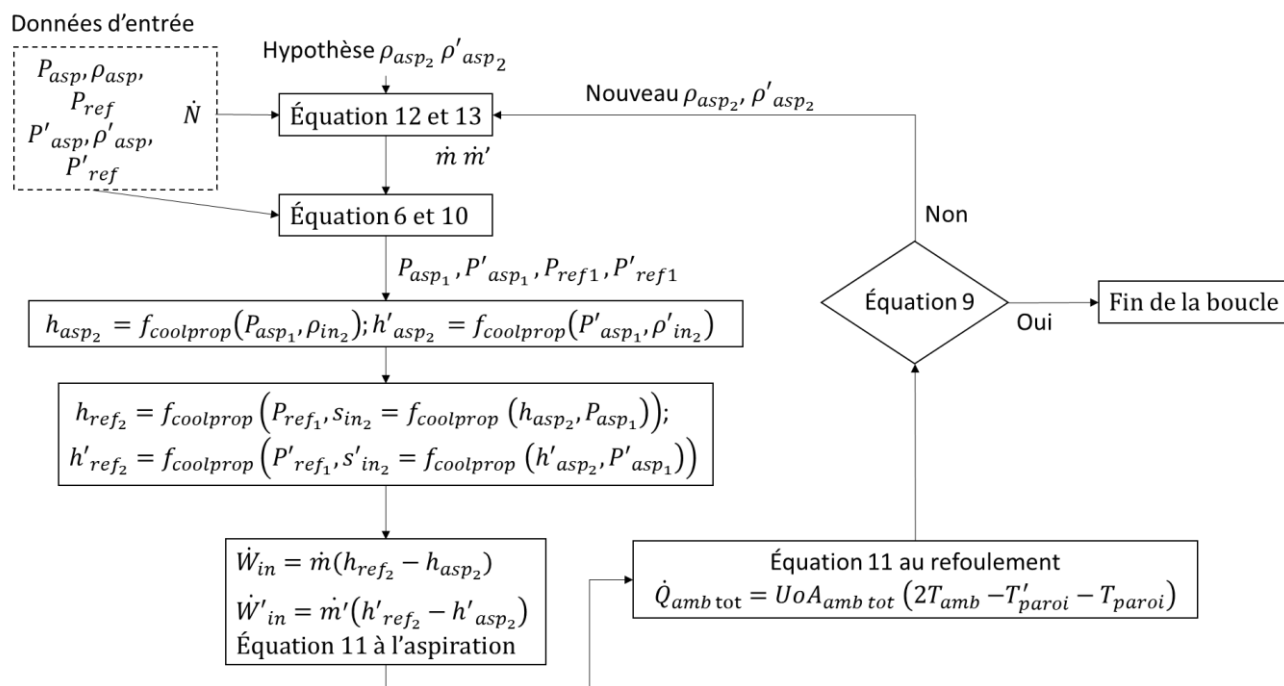 Données d'entrée
P_asp, ρ_asp,
P_ref
Ṅ
P'_asp, ρ'_asp,
P'_ref
Hypothèse ρ_asp₂ ρ'_asp₂
Équation 12 et 13
Nouveau ρ_asp₂, ρ'_asp₂
ṁ ṁ'
Équation 6 et 10
P_asp₁, P'_asp₁, P_ref1, P'_ref1
h_asp₂ = f_coolprop(P_asp₁, ρ_in₂); h'_asp₂ = f_coolprop(P'_asp₁, ρ'_in₂)
h_ref₂ = f_coolprop (P_ref₁, s_in₂ = f_coolprop (h_asp₂, P_asp₁));
h'_ref₂ = f_coolprop (P'_ref₁, s'_in₂ = f_coolprop (h'_asp₂, P'_asp₁))
Ẇ_in = ṁ(h_ref₂ − h_asp₂)
Ẇ'_in = ṁ'(h'_ref₂ − h'_asp₂)
Équation 11 à l'aspiration
Équation 11 au refoulement
Q̇_amb tot = UoA_amb tot (2T_amb −T'_paroi − T_paroi)
Équation 9
Non
Oui
Fin de la boucle